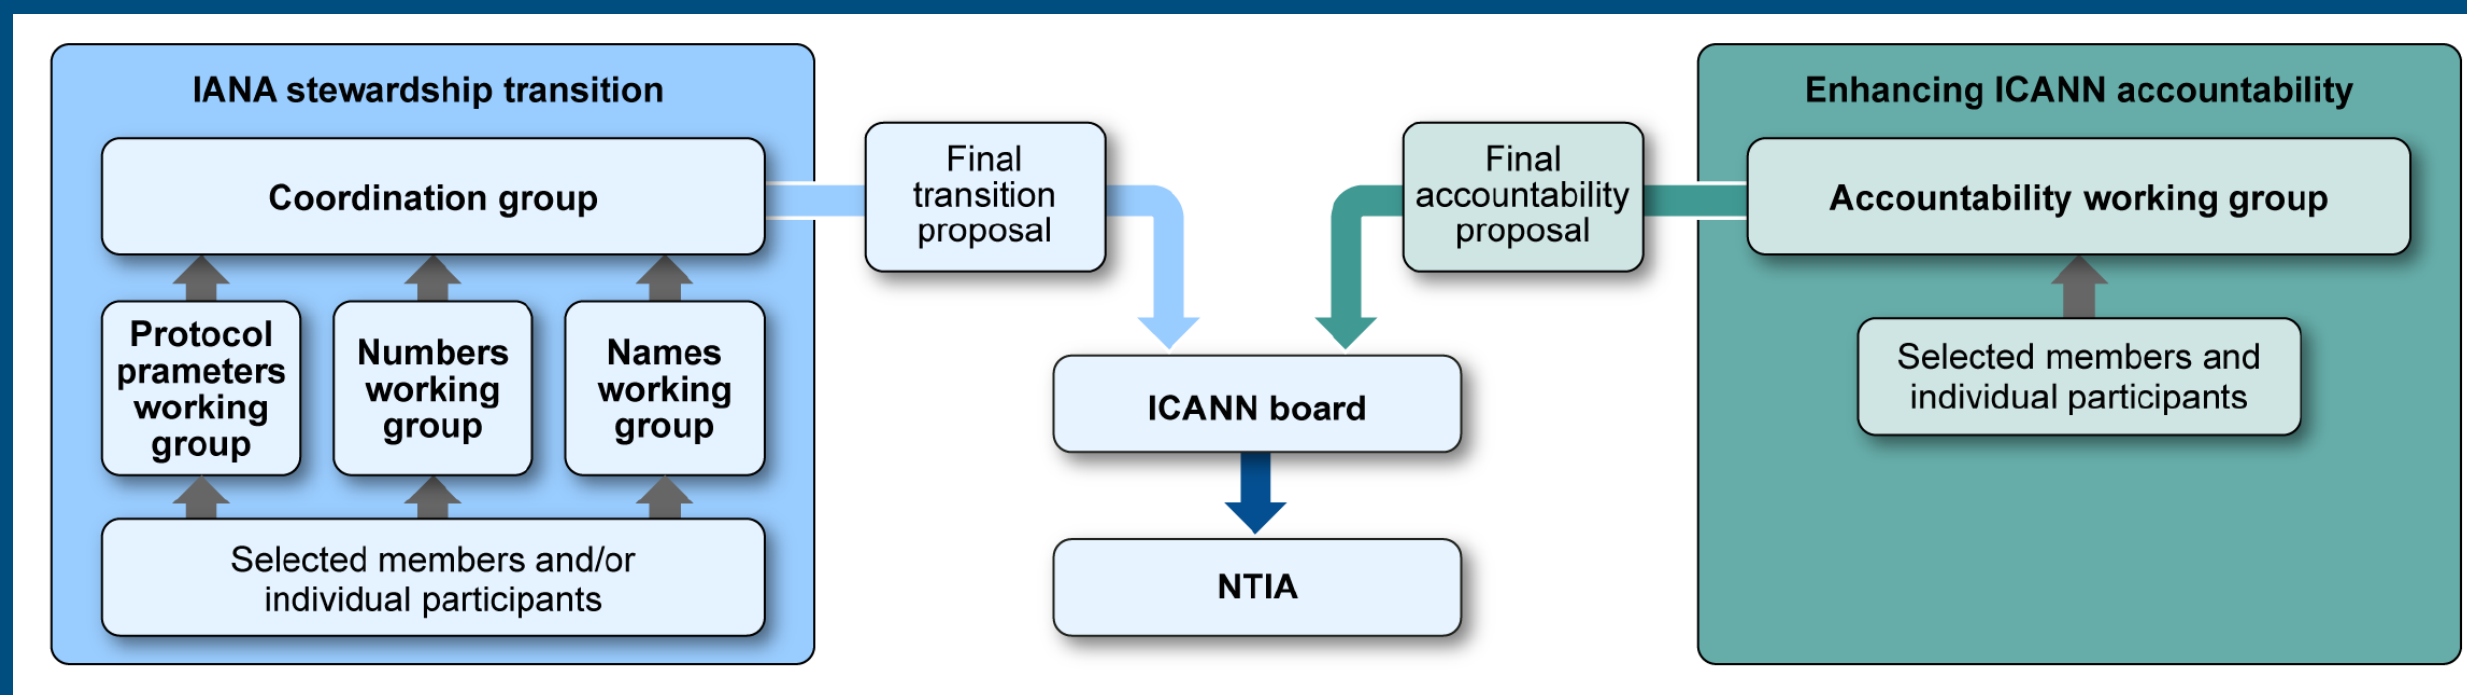 IANA stewardship transition
Coordination group
Protocol
prameters
working
group
Numbers
working
group
Names
working
group
Selected members and/or
individual participants
Final
transition
proposal
Final
accountability
proposal
ICANN board
NTIA
Enhancing ICANN accountability
Accountability working group
Selected members and
individual participants